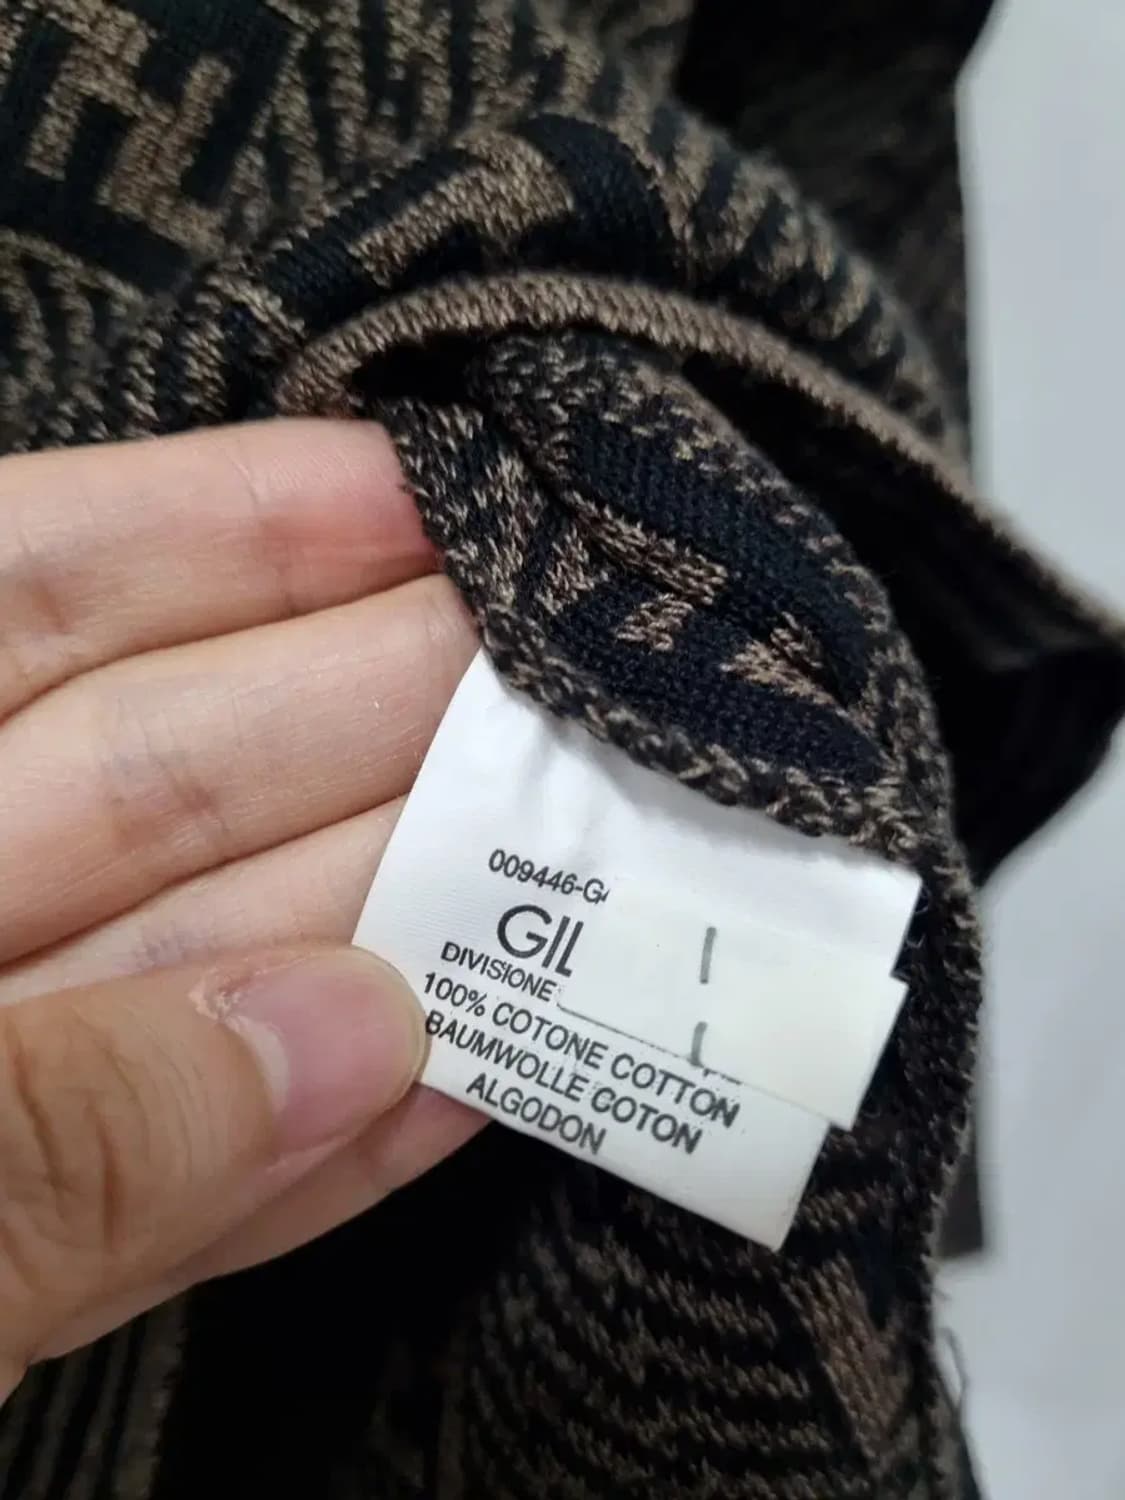 009446-G
GIL
DIVISIONE
100% COTONE COTTON
BAUMWOLLE COTON
ALGODON